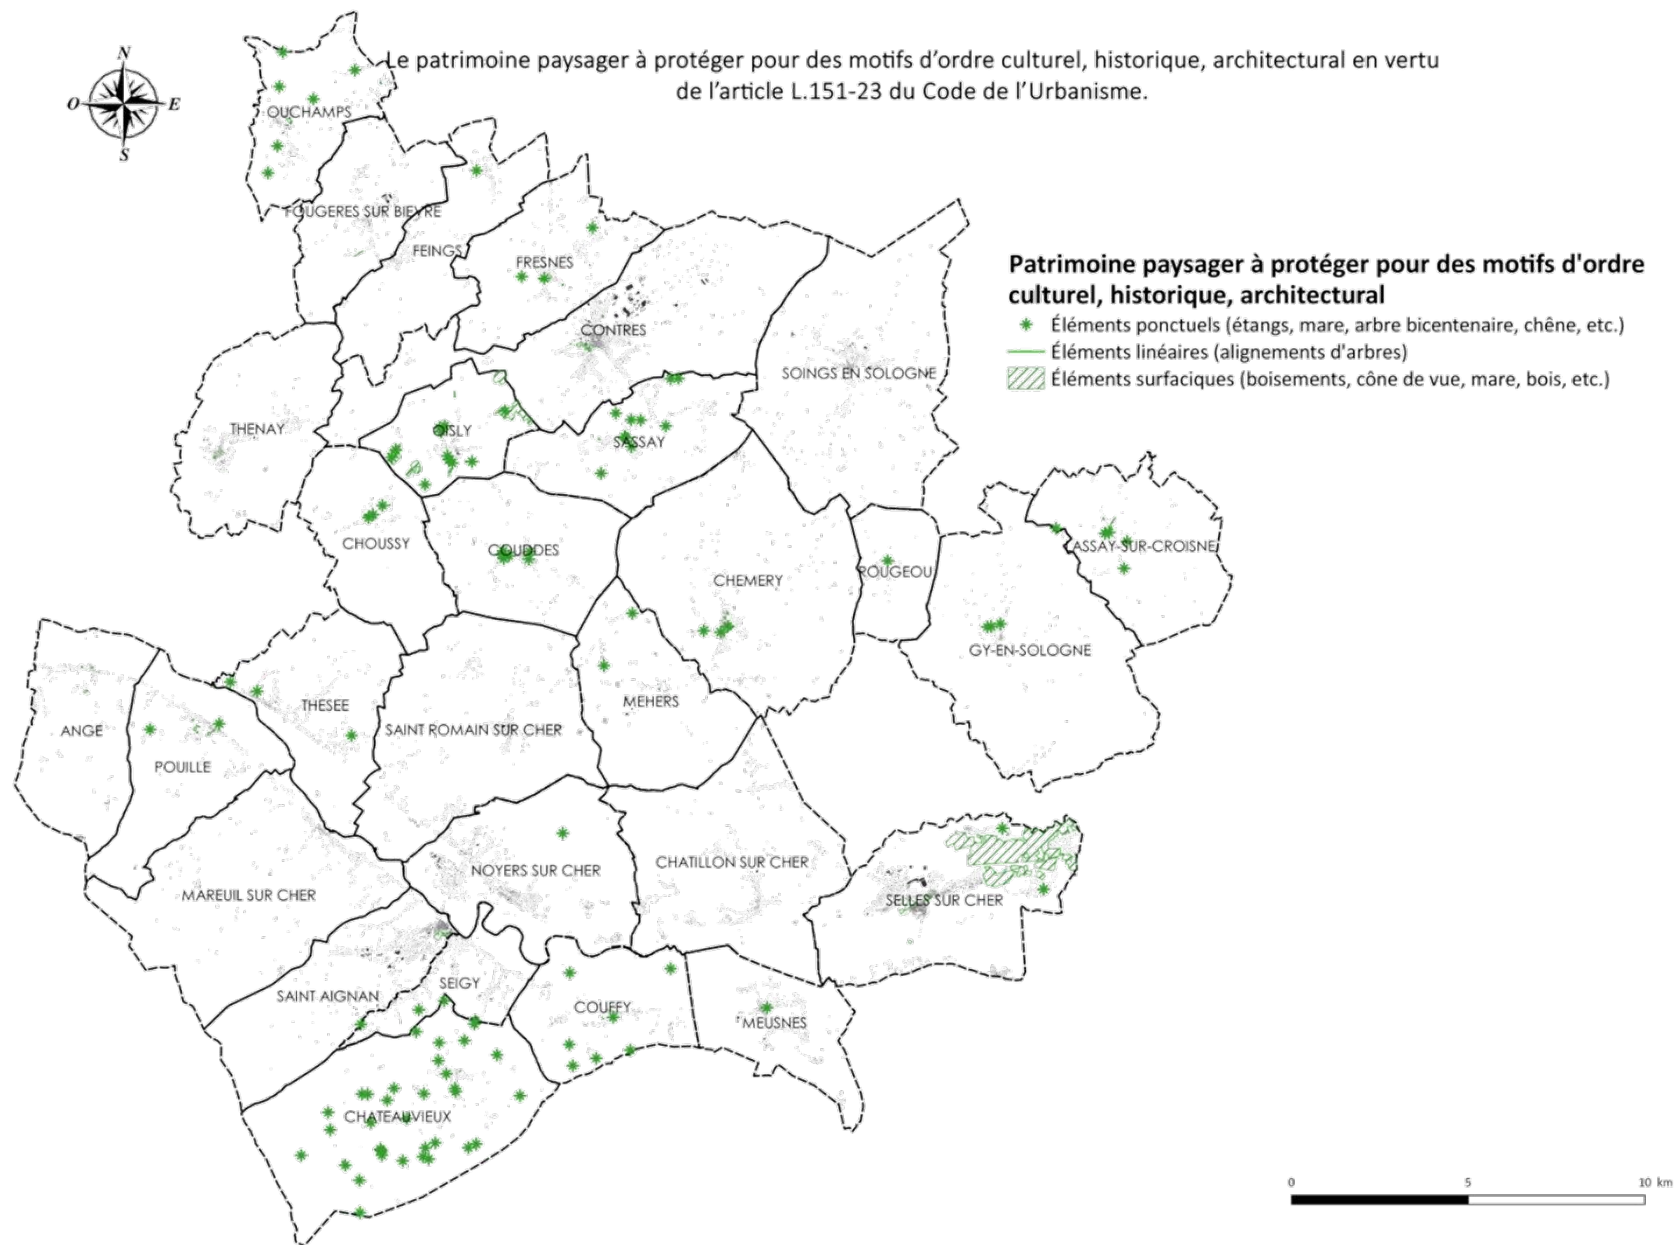 N
O
E
S
Le patrimoine paysager à protéger pour des motifs d'ordre culturel, historique, architectural en vertu
de l'article L.151-23 du Code de l'Urbanisme.
OUCHAMPS
FOUGERES SUR BIEVRE
FEINGS
FRESNES
Patrimoine paysager à protéger pour des motifs d'ordre
culturel, historique, architectural
Éléments ponctuels (étangs, mare, arbre bicentenaire, chêne, etc.)
Éléments linéaires (alignements d'arbres)
Éléments surfaciques (boisements, cône de vue, mare, bois, etc.)
CONTRES
SOINGS EN SOLOGNE
THENAY
OISLY
SASSAY
CHOUSSY
COUDDES
CHEMERY
ROUGEOU
ASSAY-SUR-CROISNE
GY-EN-SOLOGNE
ANGE
POUILLE
THESEE
SAINT ROMAIN SUR CHER
MEHERS
MAREUIL SUR CHER
NOYERS SUR CHER
CHATILLON SUR CHER
SELLES SUR CHER
SAINT AIGNAN
SEIGY
COUFFY
MEUSNES
CHATEAUVIEUX
0 5 10 km